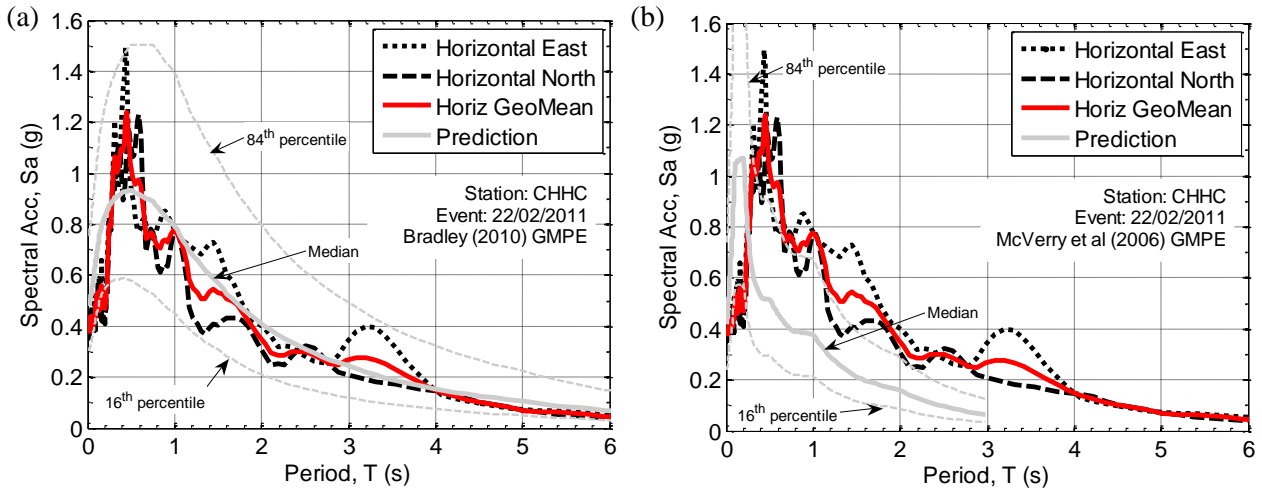 (a)
1.6
1.4
1.2
1
0.8
0.6
0.4
0.2
0
Spectral Acc, Sa (g)
Horizontal East
Horizontal North
Horiz GeoMean
Prediction
84th percentile
Station: CHHC
Event: 22/02/2011
Bradley (2010) GMPE
Median
16th percentile
0 1 2 3 4 5 6
Period, T (s)
(b)
1.6
1.4
1.2
1
0.8
0.6
0.4
0.2
0
Spectral Acc, Sa (g)
Horizontal East
Horizontal North
Horiz GeoMean
Prediction
84th percentile
Station: CHHC
Event: 22/02/2011
McVerry et al (2006) GMPE
Median
16th percentile
0 1 2 3 4 5 6
Period, T (s)